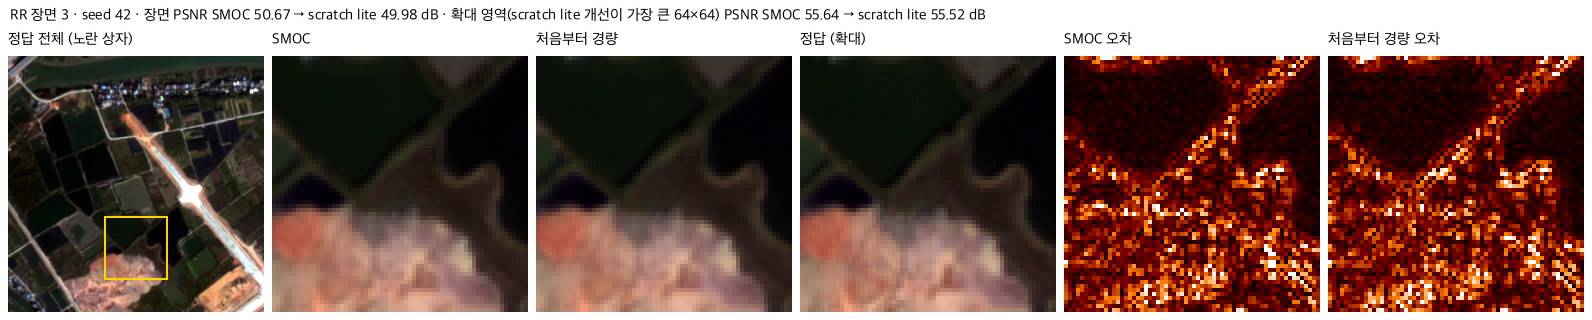 RR 장면 3 · seed 42 · 장면 PSNR SMOC 50.67 → scratch lite 49.98 dB · 확대 영역(scratch lite 개선이 가장 큰 64×64) PSNR SMOC 55.64 → scratch lite 55.52 dB
정답 전체 (노란 상자)
SMOC
처음부터 경량
정답 (확대)
SMOC 오차
처음부터 경량 오차